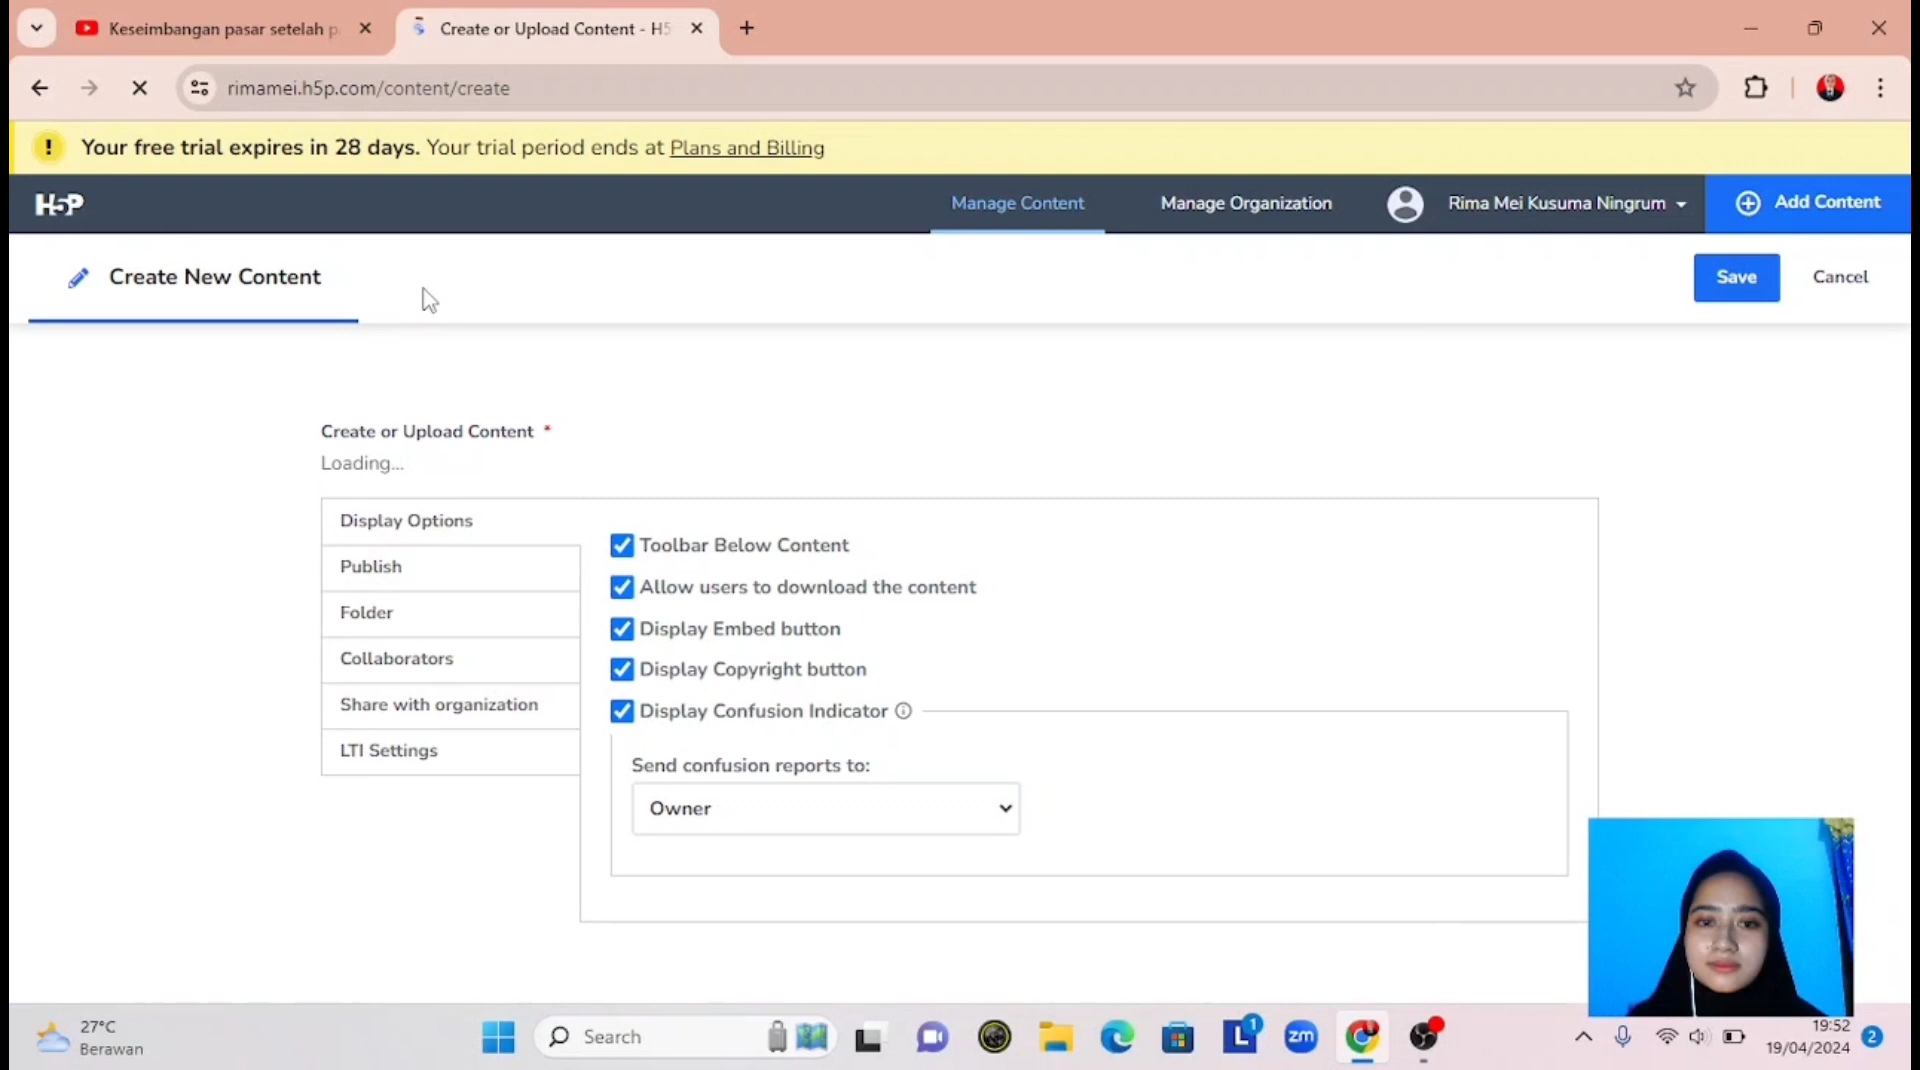 Keseimbangan pasar setelah p
Create or Upload Content - H5
rimamei.h5p.com/content/create
! Your free trial expires in 28 days. Your trial period ends at Plans and Billing
H5P
Manage Content
Manage Organization
Rima Mei Kusuma Ningrum
Add Content
Create New Content
Save
Cancel
Create or Upload Content *
Loading...
Display Options
Publish
Folder
Collaborators
Share with organization
LTI Settings
Toolbar Below Content
Allow users to download the content
Display Embed button
Display Copyright button
Display Confusion Indicator
Send confusion reports to:
Owner
27°C
Berawan
Search
L
1
zm
19:52
19/04/2024
2